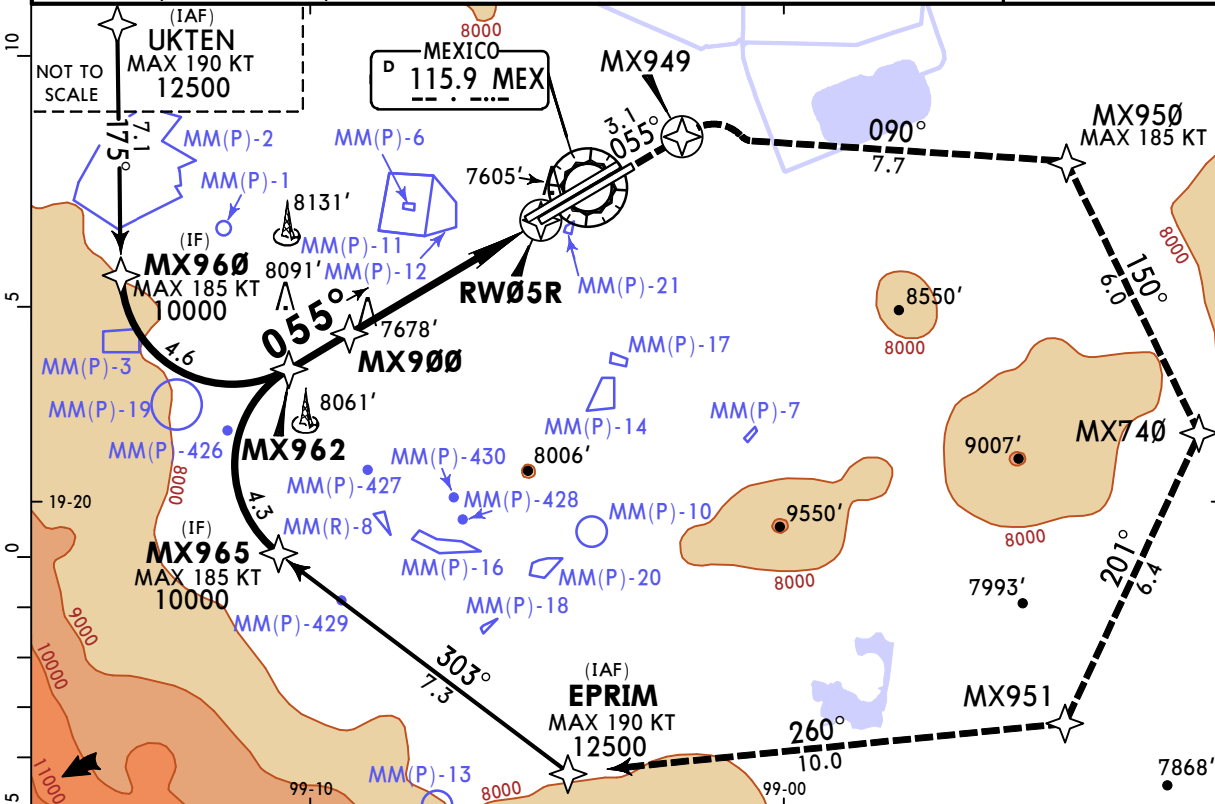 (IAF)
UKTEN
MAX 190 KT
12500
NOT TO
SCALE
8000
MEXICO
D 115.9 MEX
MX949
10
175°
7.1
MM(P)-2
MM(P)-6
3.1
055°
090°
7.7
MX95Ø
MAX 185 KT
MM(P)-1
7605'
8131'
(IF)
MX96Ø
MAX 185 KT
10000
MM(P)-11
MM(P)-12
8091'
RWØ5R
MM(P)-21
8000
150°
6.0
5
8550'
8000
055°
7678'
MX9ØØ
4.6
MM(P)-3
MM(P)-17
MM(P)-19
8061'
MM(P)-14
MM(P)-7
MX74Ø
MM(P)-426
MX962
MM(P)-430
8006'
9007'
8000
MM(P)-427
MM(P)-428
19-20
4.3
MM(R)-8
MM(P)-10
9550'
8000
(IF)
MX965
MAX 185 KT
10000
0
MM(P)-16
MM(P)-20
8000
201°
6.4
7993'
MM(P)-429
MM(P)-18
9000
10000
303°
7.3
(IAF)
EPRIM
MAX 190 KT
12500
MX951
260°
10.0
11000
MM(P)-13
8000
7868'
5
99-10
99-00